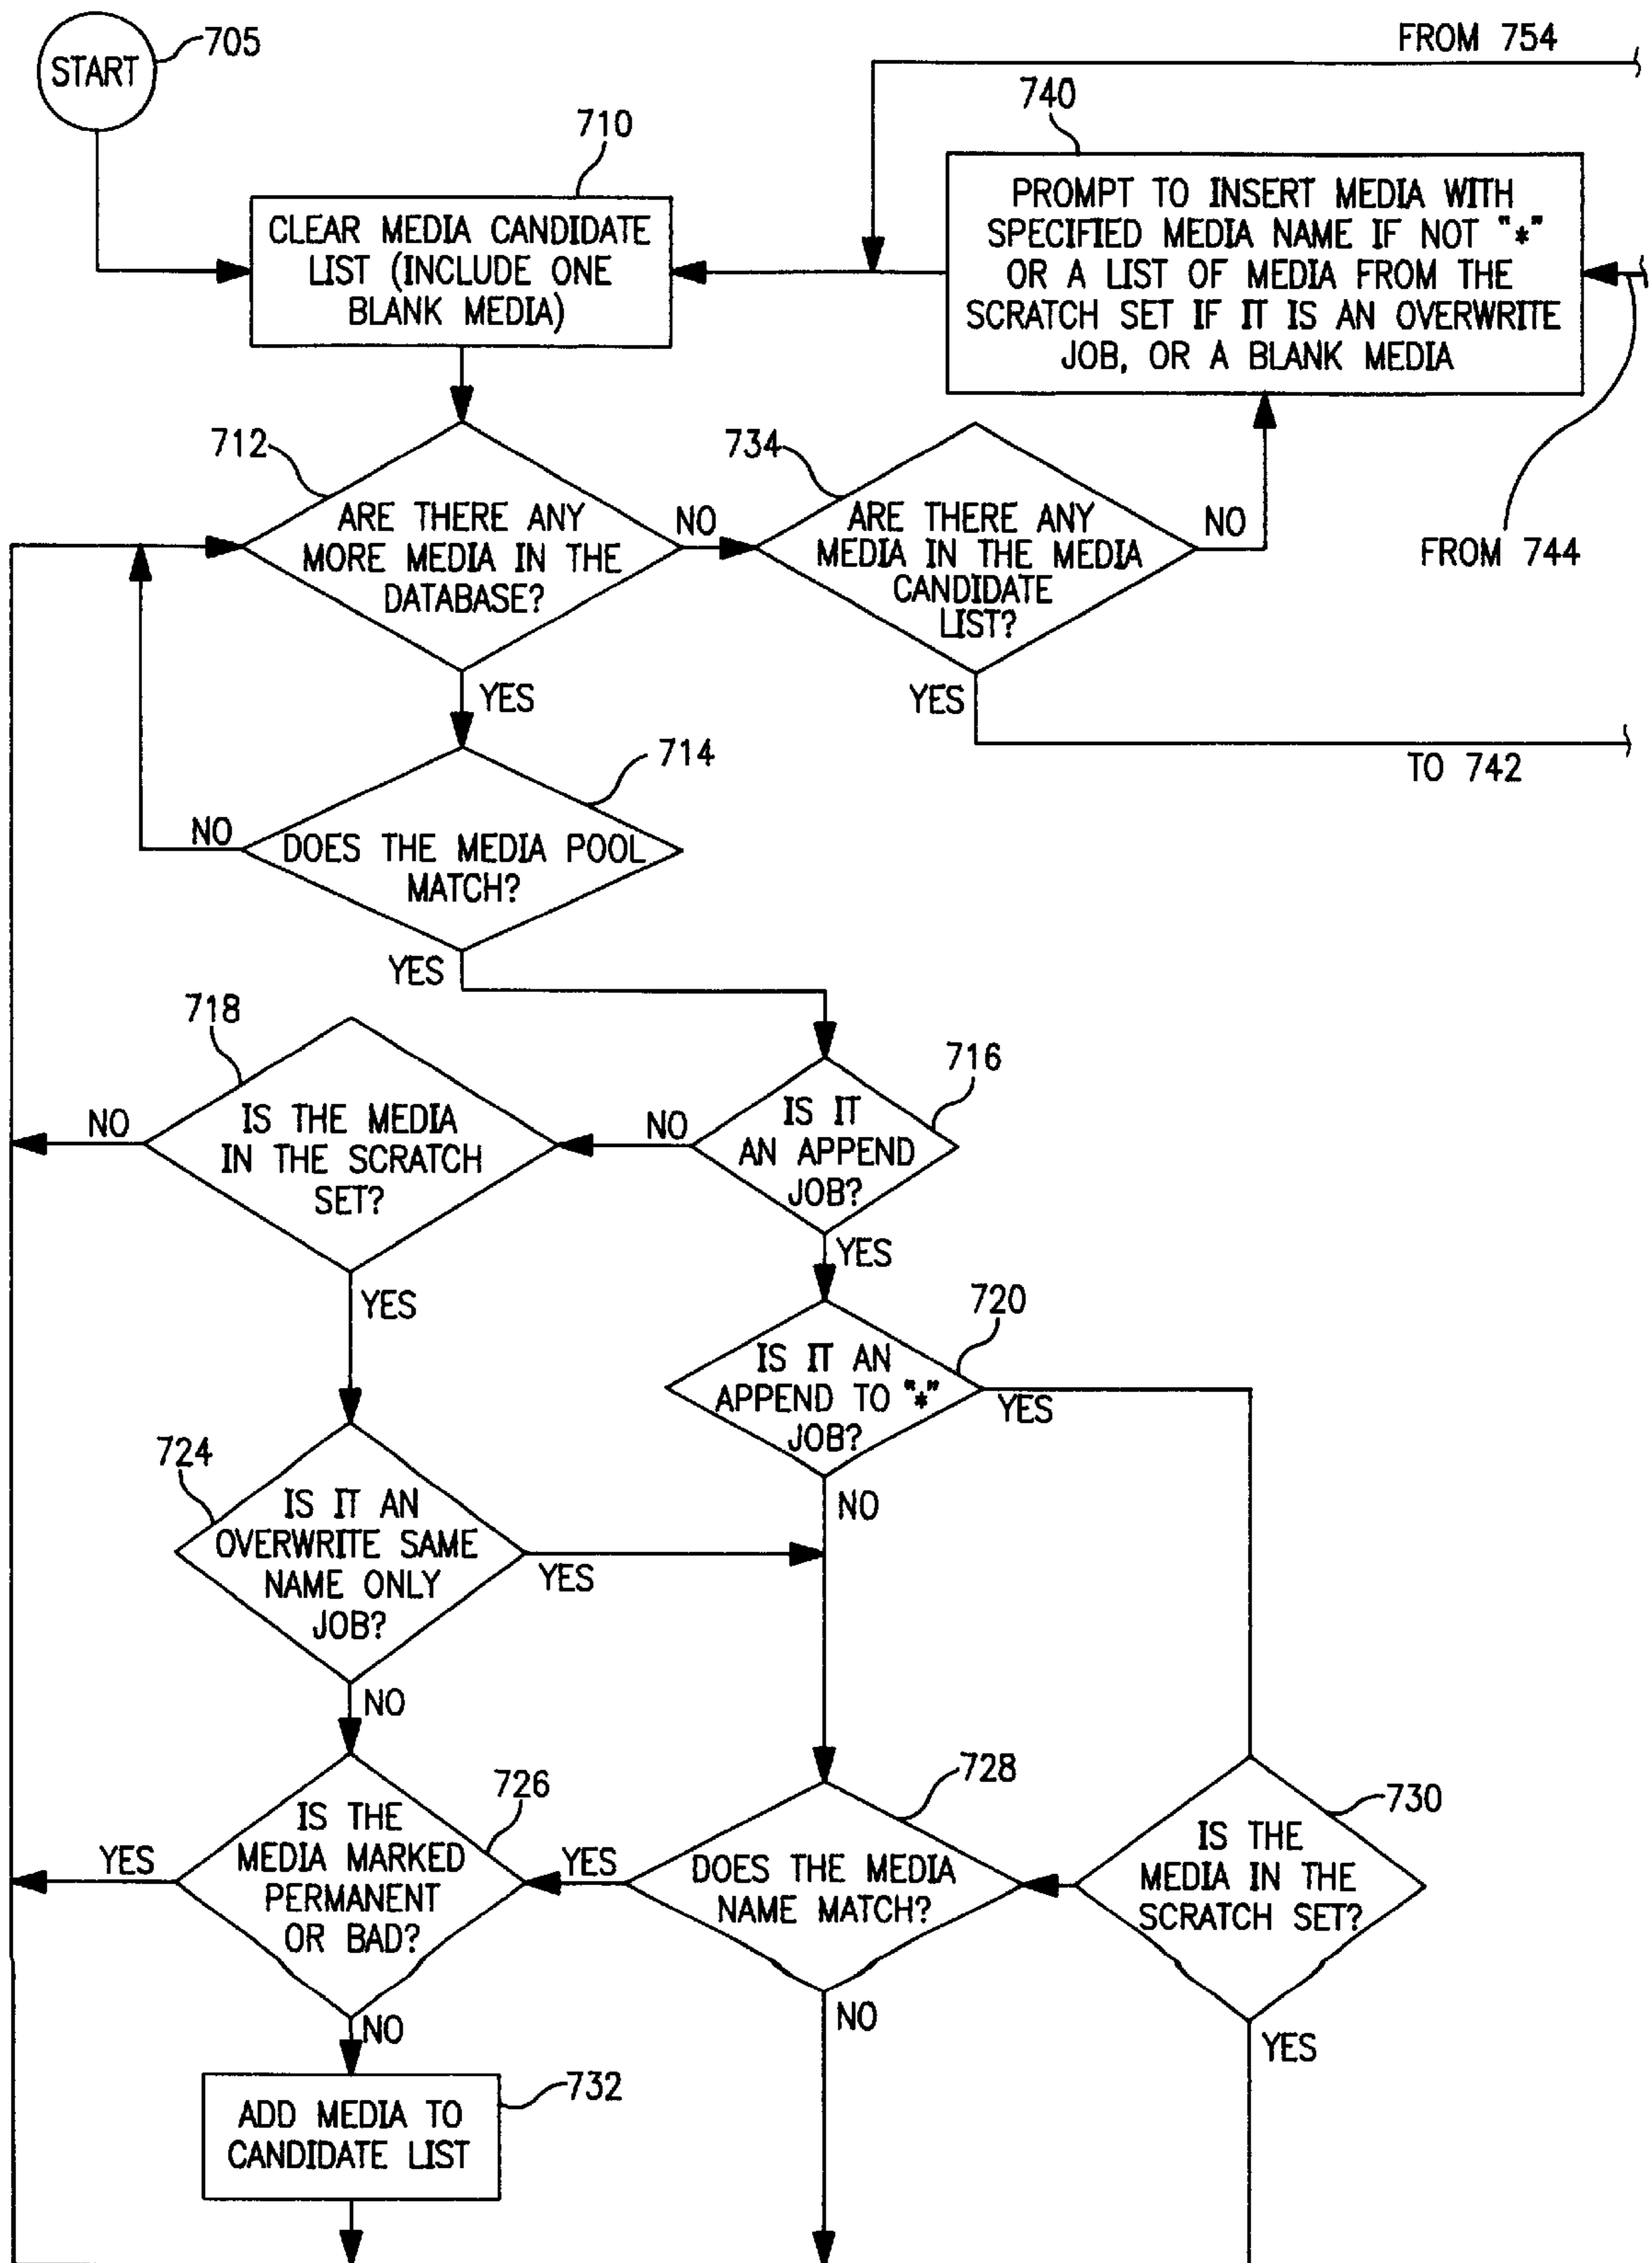 START
705
FROM 754
740
710
PROMPT TO INSERT MEDIA WITH
SPECIFIED MEDIA NAME IF NOT "*"
OR A LIST OF MEDIA FROM THE
SCRATCH SET IF IT IS AN OVERWRITE
JOB, OR A BLANK MEDIA
CLEAR MEDIA CANDIDATE
LIST (INCLUDE ONE
BLANK MEDIA)
712
ARE THERE ANY
MORE MEDIA IN THE
DATABASE?
NO
734
ARE THERE ANY
MEDIA IN THE MEDIA
CANDIDATE
LIST?
NO
FROM 744
YES
YES
TO 742
714
NO
DOES THE MEDIA POOL
MATCH?
YES
718
716
NO
IS THE MEDIA
IN THE SCRATCH
SET?
NO
IS IT
AN APPEND
JOB?
YES
YES
720
IS IT AN
APPEND TO "*"
JOB?
YES
724
IS IT AN
OVERWRITE SAME
NAME ONLY
JOB?
NO
YES
NO
726
728
730
YES
IS THE
MEDIA MARKED
PERMANENT
OR BAD?
YES
DOES THE MEDIA
NAME MATCH?
IS THE
MEDIA IN THE
SCRATCH SET?
NO
NO
YES
732
ADD MEDIA TO
CANDIDATE LIST